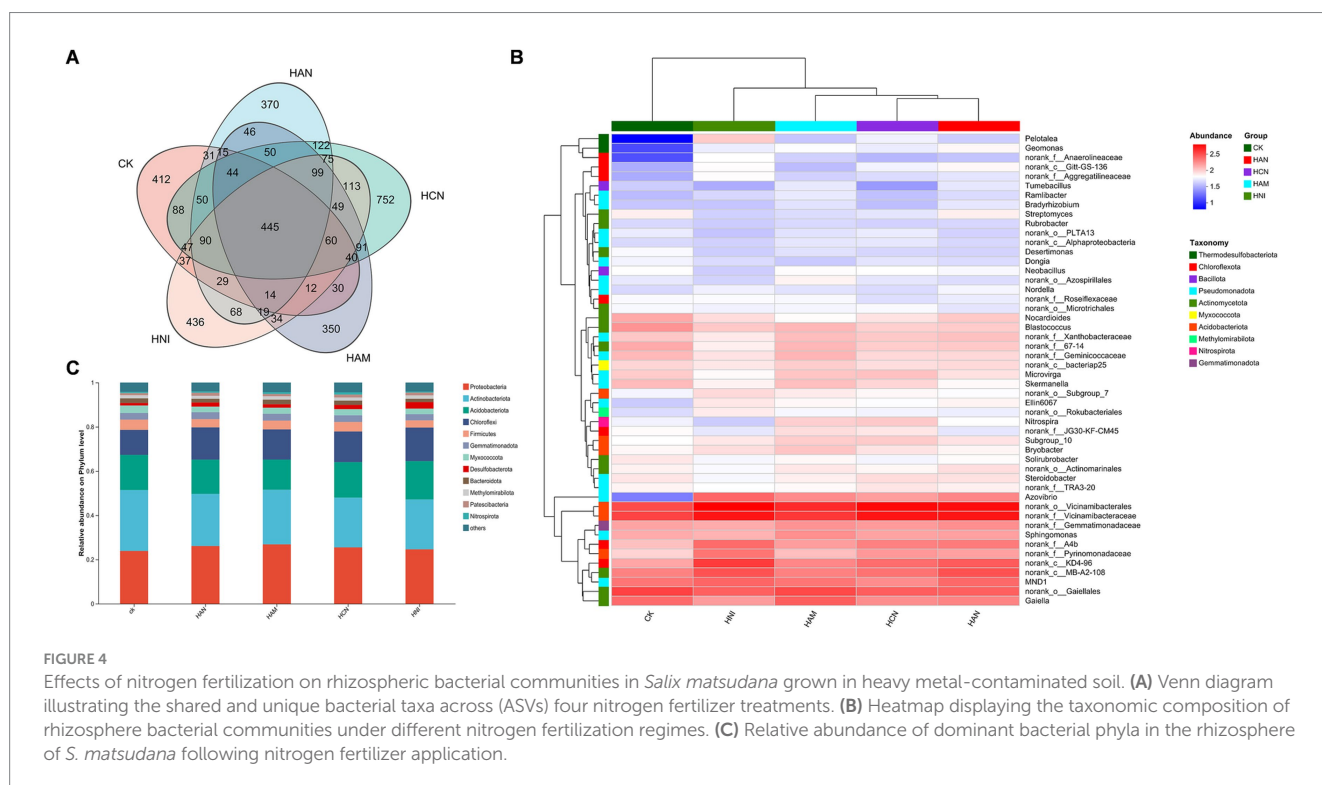 A
HAN
370
46
122
CK
31
15
50
75
412
44
99
113
HCN
50
49
752
88
445
90
60
91
47
40
37
29
14
12
30
68
19
34
436
350
HNI
HAM
B
Pelotalea
Geomonas
norank_f__Anaerolineaceae
norank_c__Gitt-GS-136
norank_f__Aggregatilineaceae
Tumebacillus
Ramlibacter
Bradyrhizobium
Streptomyces
Rubrobacter
norank_o__PLTA13
norank_c__Alphaproteobacteria
Desertimonas
Dongia
Neobacillus
norank_o__Azospirillales
Nordella
norank_f__Roseiflexaceae
norank_o__Microtrichales
Nocardioides
Blastococcus
norank_f__Xanthobacteraceae
norank_f__67-14
norank_f__Geminicoccaceae
norank_c__bacteriap25
Microvirga
Skermanella
norank_o__Subgroup_7
Ellin6067
norank_o__Rokubacteriales
Nitrospira
norank_f__JG30-KF-CM45
Subgroup_10
Bryobacter
Solirubrobacter
norank_o__Actinomarinales
Steroidobacter
norank_f__TRA3-20
Azovibrio
norank_o__Vicinamibacterales
norank_f__Vicinamibacteraceae
norank_f__Gemmatimonadaceae
Sphingomonas
norank_f__A4b
norank_f__Pyrinomonadaceae
norank_c__KD4-96
norank_c__MB-A2-108
MND1
norank_o__Gaiellales
Gaiella
CK
HNI
HAM
HCN
HAN
Abundance
2.5
2
1.5
1
Group
CK
HAN
HCN
HAM
HNI
Taxonomy
Thermodesulfobacteriota
Chloroflexota
Bacillota
Pseudomonadota
Actinomycetota
Myxococcota
Acidobacteriota
Methylomirabilota
Nitrospirota
Gemmatimonadota
C
Relative abundance on Phylum level
1
0.8
0.6
0.4
0.2
0
CK
HAN
HAM
HCN
HNI
Proteobacteria
Actinobacteriota
Acidobacteriota
Chloroflexi
Firmicutes
Gemmatimonadota
Myxococcota
Desulfobacterota
Bacteroidota
Methylomirabilota
Patescibacteria
Nitrospirota
others
FIGURE 4
Effects of nitrogen fertilization on rhizospheric bacterial communities in Salix matsudana grown in heavy metal-contaminated soil. (A) Venn diagram
illustrating the shared and unique bacterial taxa across (ASVs) four nitrogen fertilizer treatments. (B) Heatmap displaying the taxonomic composition of
rhizosphere bacterial communities under different nitrogen fertilization regimes. (C) Relative abundance of dominant bacterial phyla in the rhizosphere
of S. matsudana following nitrogen fertilizer application.